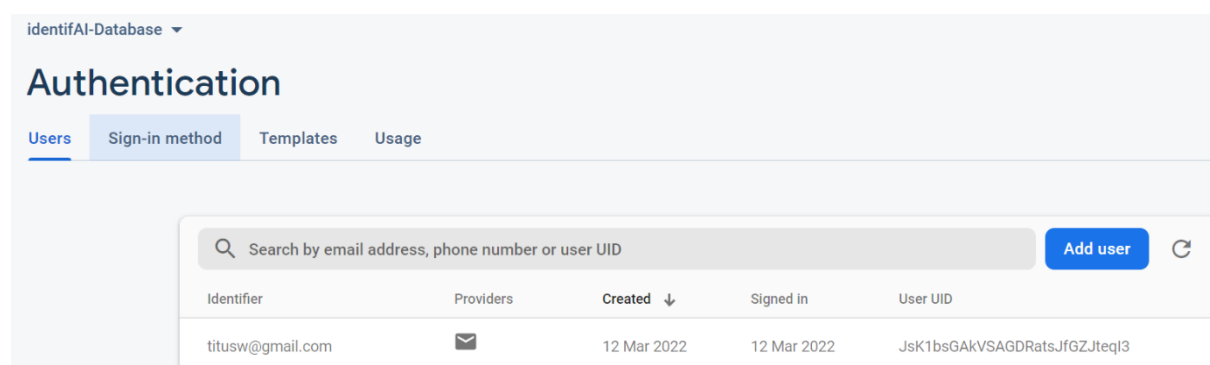 identifAI-Database
Authentication
Users Sign-in method Templates Usage
Search by email address, phone number or user UID Add user
Identifier Providers Created Signed in User UID
titusw@gmail.com 12 Mar 2022 12 Mar 2022 JsK1bsGAkVSAGDRatsJfGZJteqI3